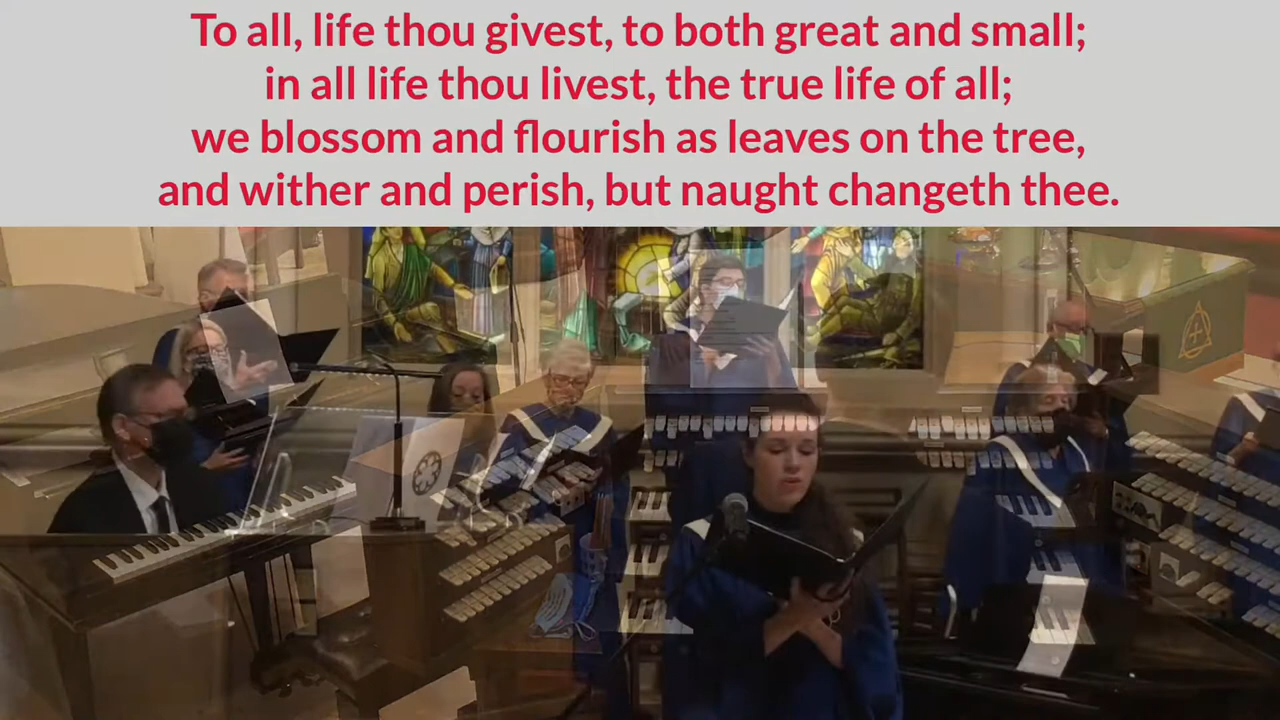 To all, life thou givest, to both great and small;
in all life thou livest, the true life of all;
we blossom and flourish as leaves on the tree,
and wither and perish, but naught changeth thee.